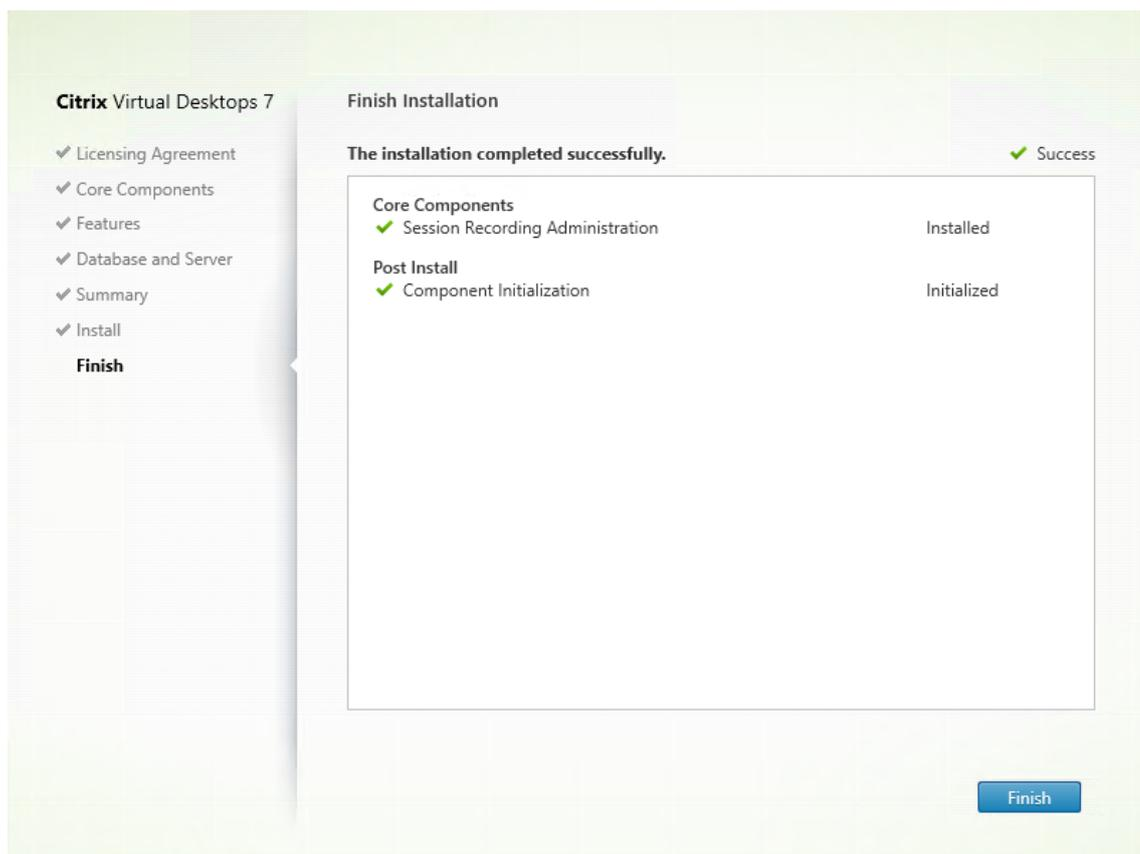 Citrix Virtual Desktops 7
Licensing Agreement
Core Components
Features
Database and Server
Summary
Install
Finish
Finish Installation
The installation completed successfully.
Success
Core Components
Session Recording Administration Installed
Post Install
Component Initialization Initialized
Finish